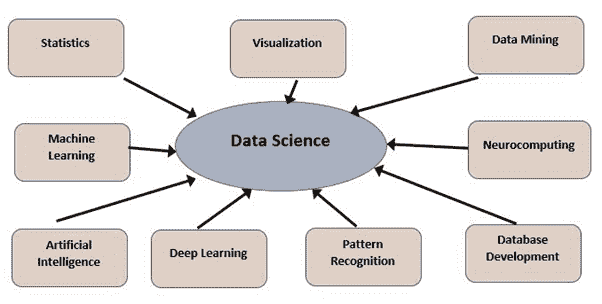 Statistics
Visualization
Data Mining
Data Science
Machine
Learning
Neurocomputing
Artificial
Intelligence
Deep Learning
Pattern
Recognition
Database
Development